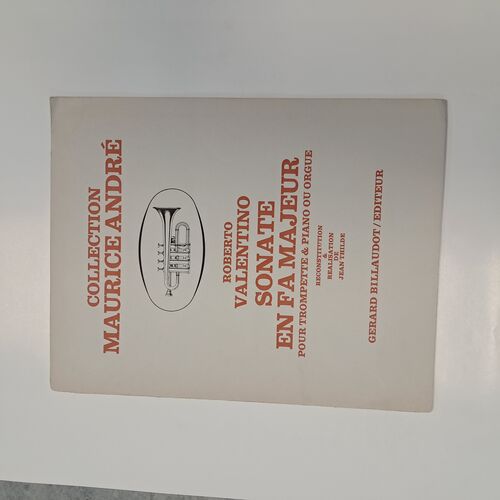 COLLECTION
MAURICE ANDRÉ
ROBERTO
VALENTINO
SONATE
EN FA MAJEUR
POUR TROMPETTE & PIANO OU ORGUE
RECONSTITUTION
&
REALISATION
DE
JEAN THILDE
GERARD BILLAUDOT / EDITEUR